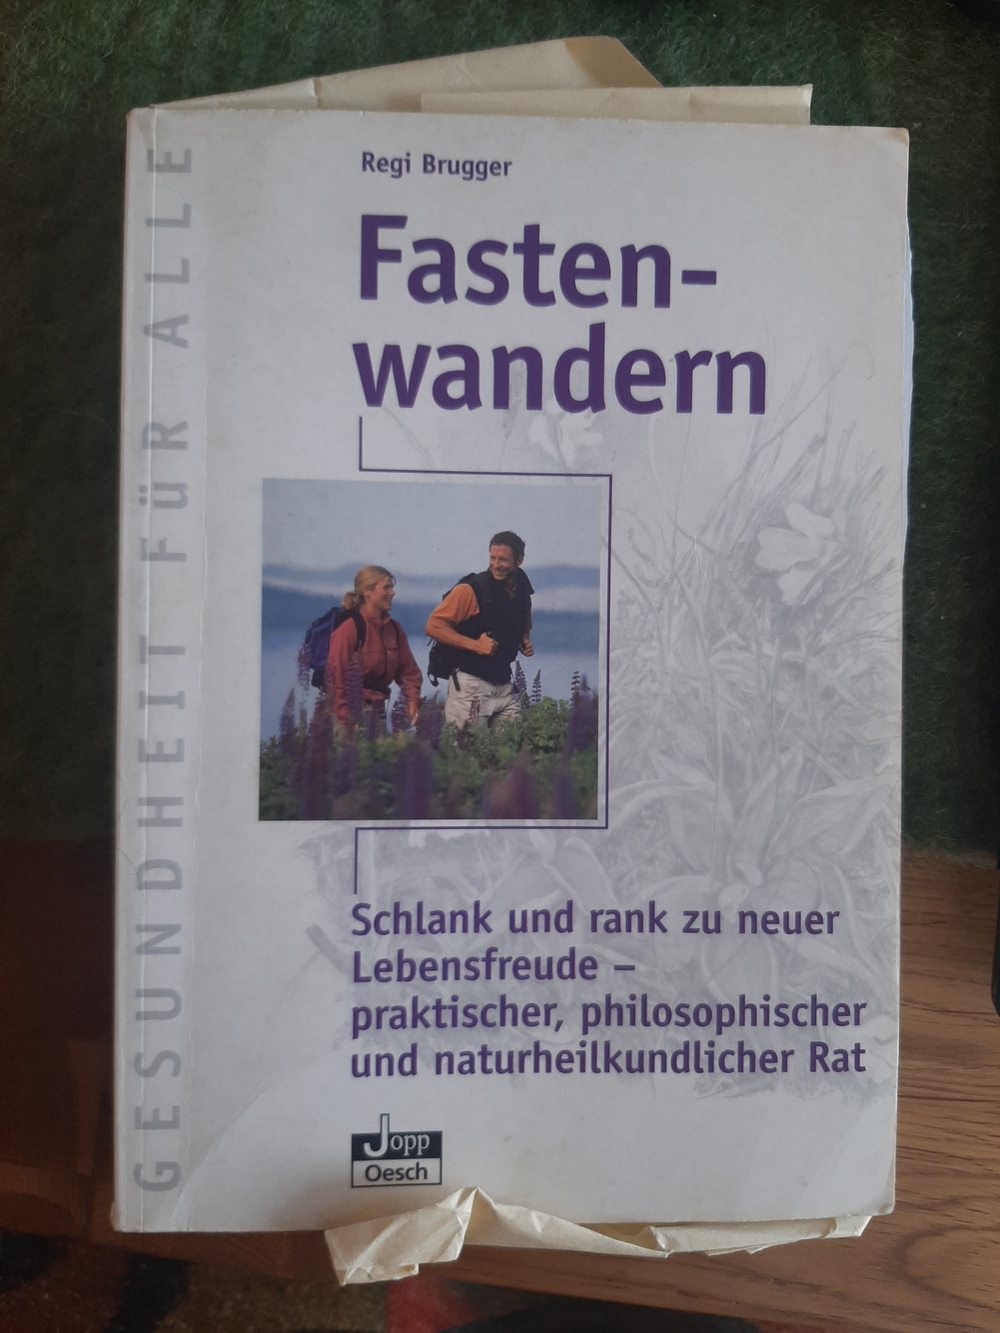 Regi Brugger
Fasten-
wandern
GESUNDHEIT FÜR ALLE
Schlank und rank zu neuer
Lebensfreude –
praktischer, philosophischer
und naturheilkundlicher Rat
Jopp
Oesch